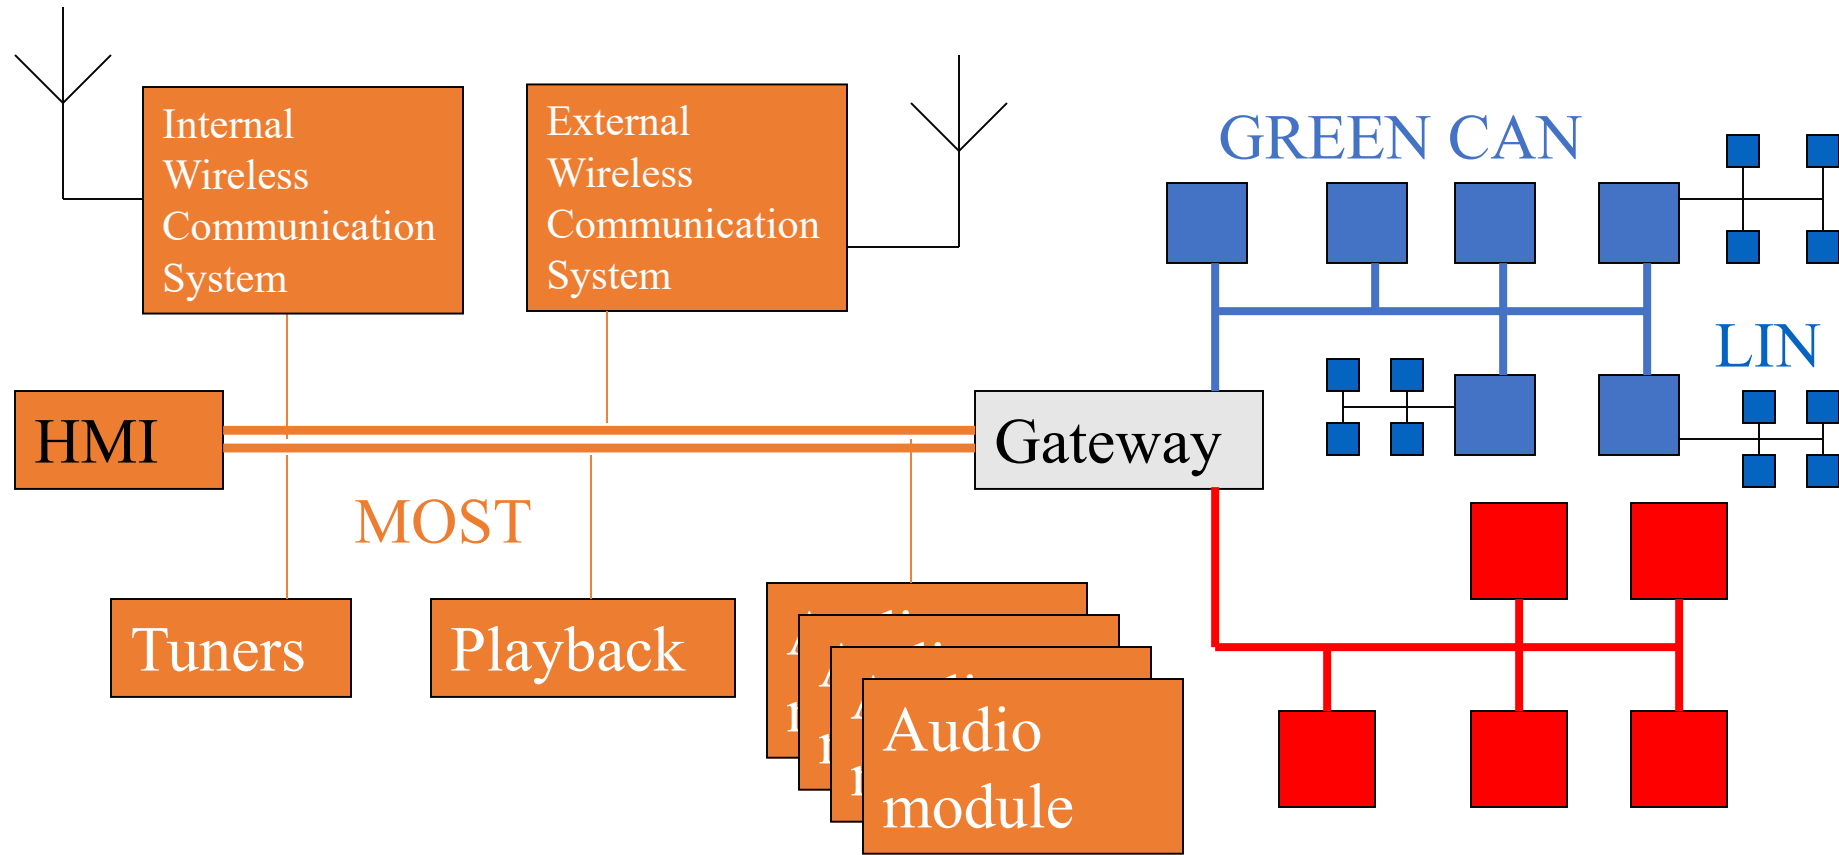 Internal
Wireless
Communication
System
External
Wireless
Communication
System
GREEN CAN
LIN
HMI
Gateway
MOST
Tuners
Playback
Audio
module